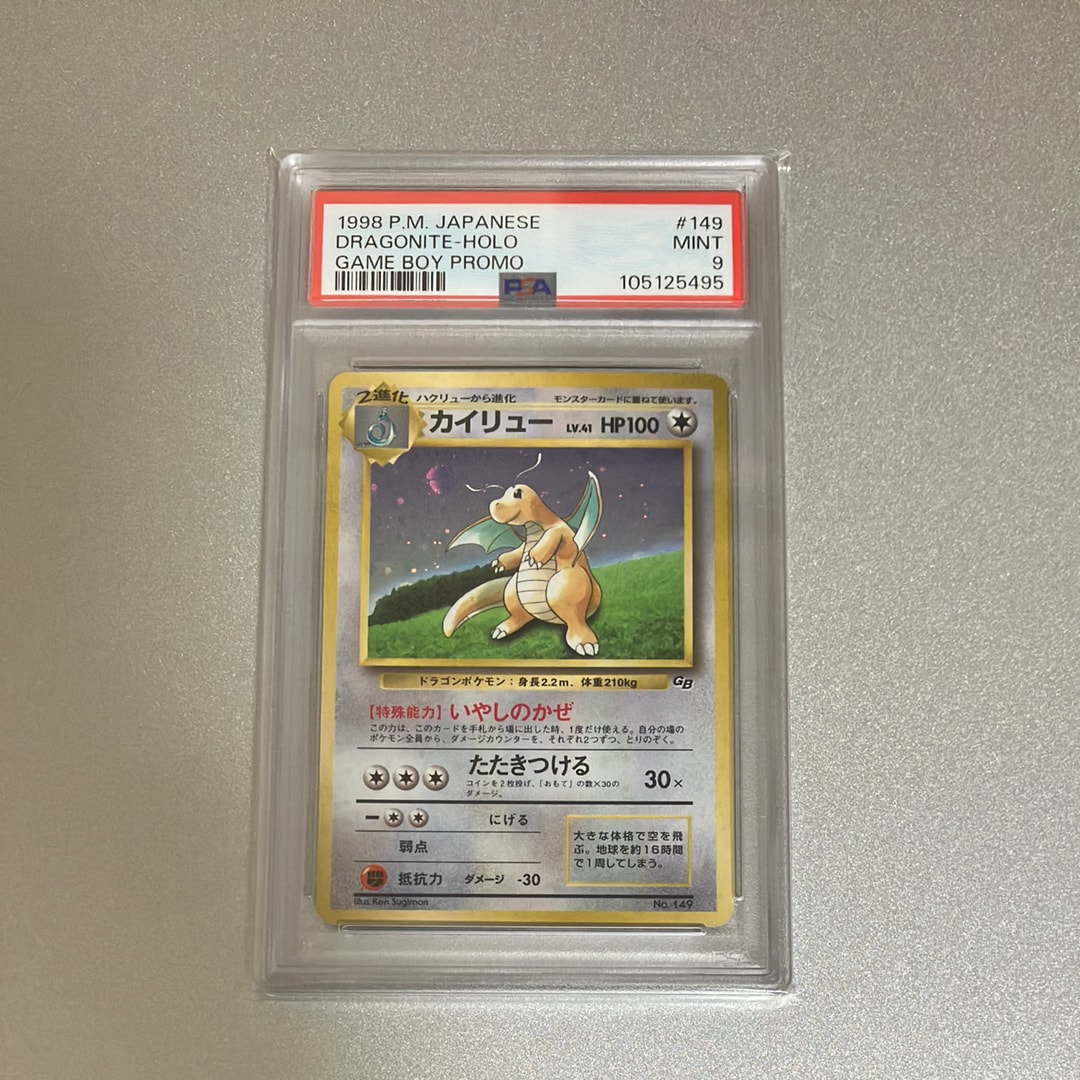 1998 P.M. JAPANESE #149
DRAGONITE-HOLO MINT
GAME BOY PROMO 9
PSA 105125495
2進化 ハクリューから進化 モンスターカードに重ねて使います。
カイリュー LV.41 HP100
ドラゴンポケモン：身長2.2m、体重210kg GB
【特殊能力】いやしのかぜ
この力は、このカードを手札から場に出した時、1度だけ使える。自分の場の
ポケモン全員から、ダメージカウンターを、それぞれ2つずつ、とりのぞく。
たたきつける 30×
コインを2枚投げ、「おもて」の数×30の
ダメージ。
ー にげる
弱点
抵抗力 ダメージ -30
大きな体格で空を飛
ぶ。地球を約16時間
で1周してしまう。
Illus. Ken Sugimori No. 149